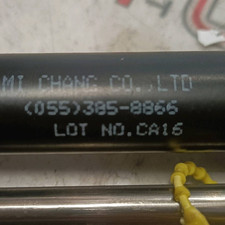 MI CHANG CO.,LTD
(055)385-8866
LOT NO.CA16